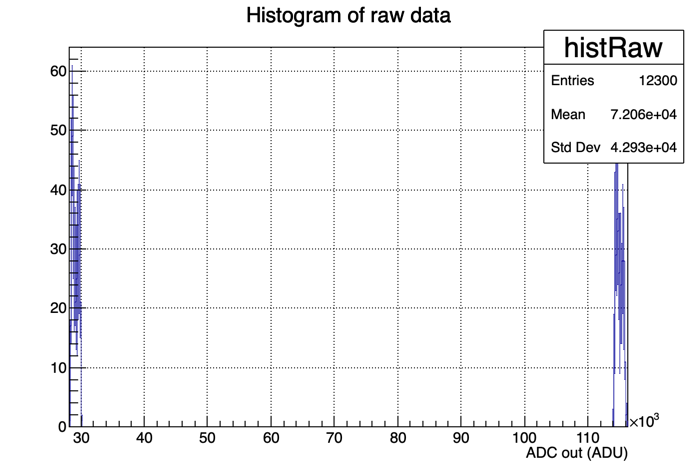 Histogram of raw data
histRaw
Entries 12300
Mean 7.206e+04
Std Dev 4.293e+04
60
50
40
30
20
10
0
30 40 50 60 70 80 90 100 110
×10³
ADC out (ADU)